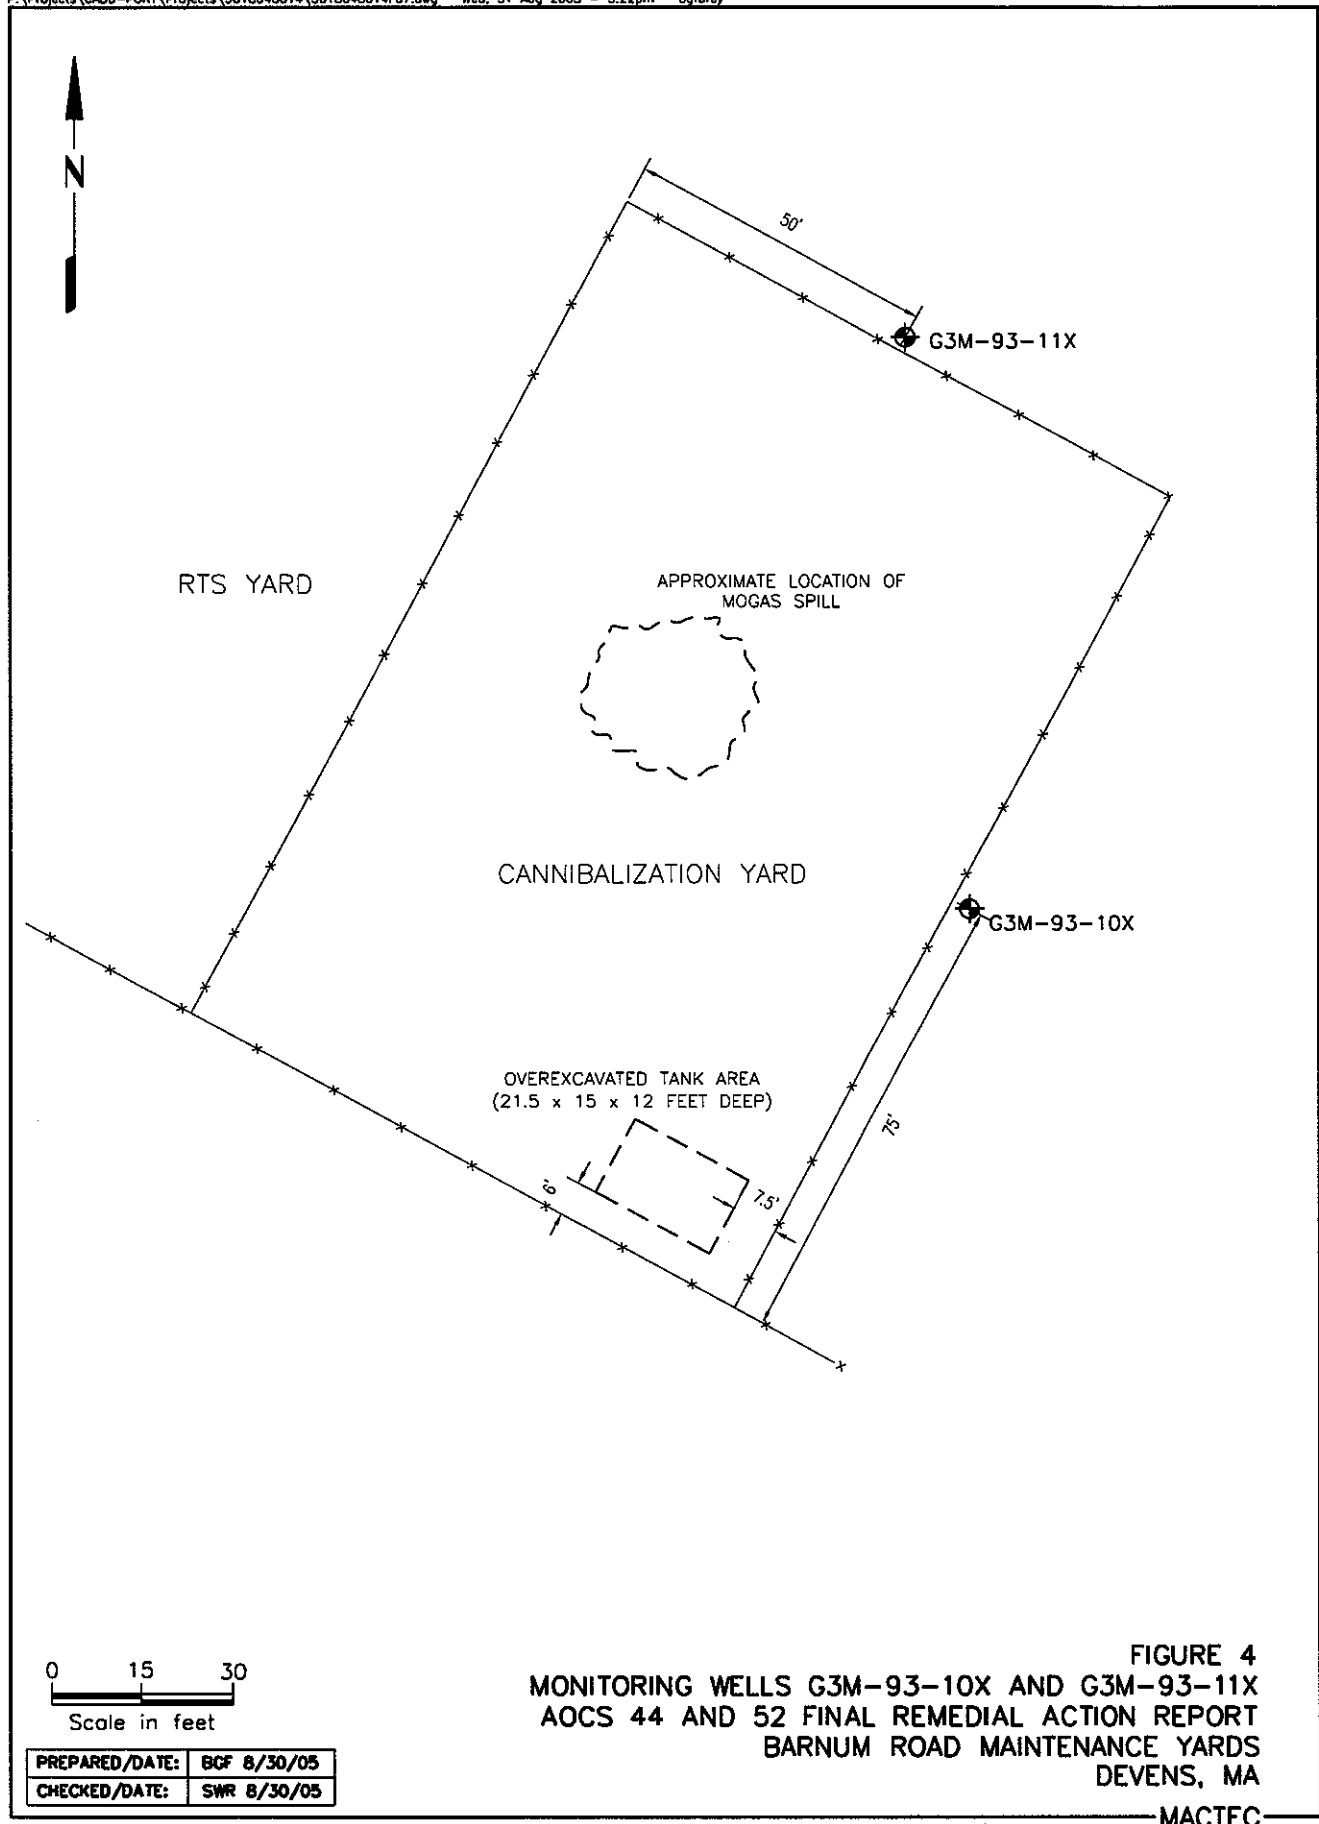 N
50'
G3M-93-11X
RTS YARD
APPROXIMATE LOCATION OF
MOGAS SPILL
CANNIBALIZATION YARD
G3M-93-10X
OVEREXCAVATED TANK AREA
(21.5 x 15 x 12 FEET DEEP)
75'
6'
7.5'
0 15 30
Scale in feet
FIGURE 4
MONITORING WELLS G3M-93-10X AND G3M-93-11X
AOCS 44 AND 52 FINAL REMEDIAL ACTION REPORT
BARNUM ROAD MAINTENANCE YARDS
DEVENS, MA
PREPARED/DATE: BGF 8/30/05
CHECKED/DATE: SWR 8/30/05
MACTEC